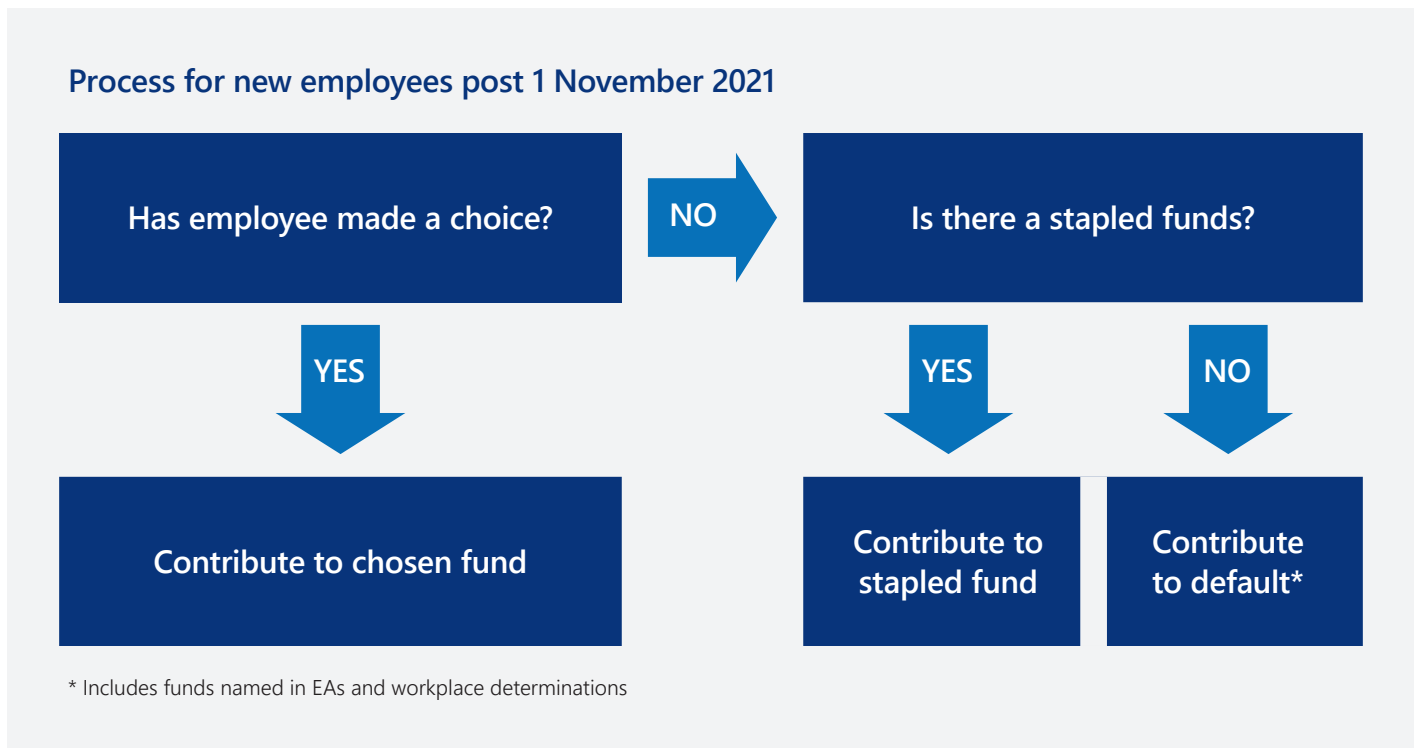 Process for new employees post 1 November 2021
Has employee made a choice?
NO
Is there a stapled funds?
YES
YES
NO
Contribute to chosen fund
Contribute to
stapled fund
Contribute
to default*
* Includes funds named in EAs and workplace determinations